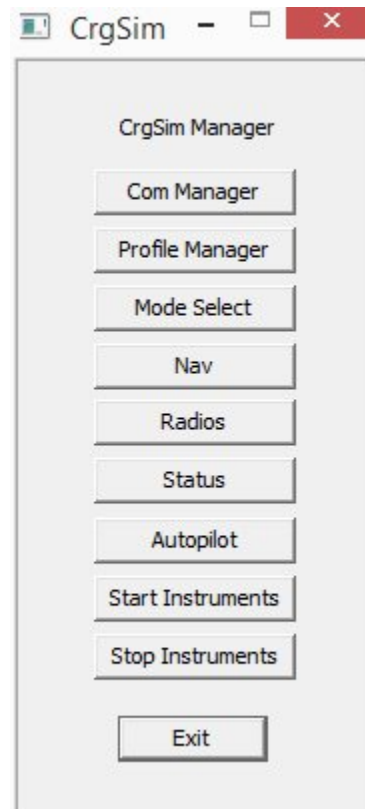 CrgSim
CrgSim Manager
Com Manager
Profile Manager
Mode Select
Nav
Radios
Status
Autopilot
Start Instruments
Stop Instruments
Exit